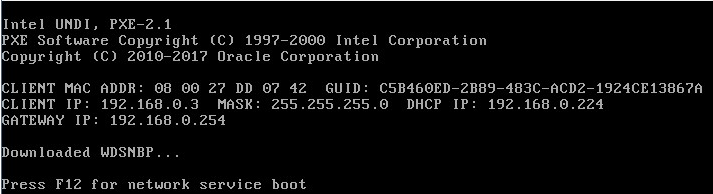 Intel UNDI, PXE-2.1
PXE Software Copyright (C) 1997-2000 Intel Corporation
Copyright (C) 2010-2017 Oracle Corporation
CLIENT MAC ADDR: 08 00 27 DD 07 42  GUID: C5B460ED-2B89-483C-ACD2-1924CE13867A
CLIENT IP: 192.168.0.3  MASK: 255.255.255.0  DHCP IP: 192.168.0.224
GATEWAY IP: 192.168.0.254
Downloaded WDSNBP...
Press F12 for network service boot